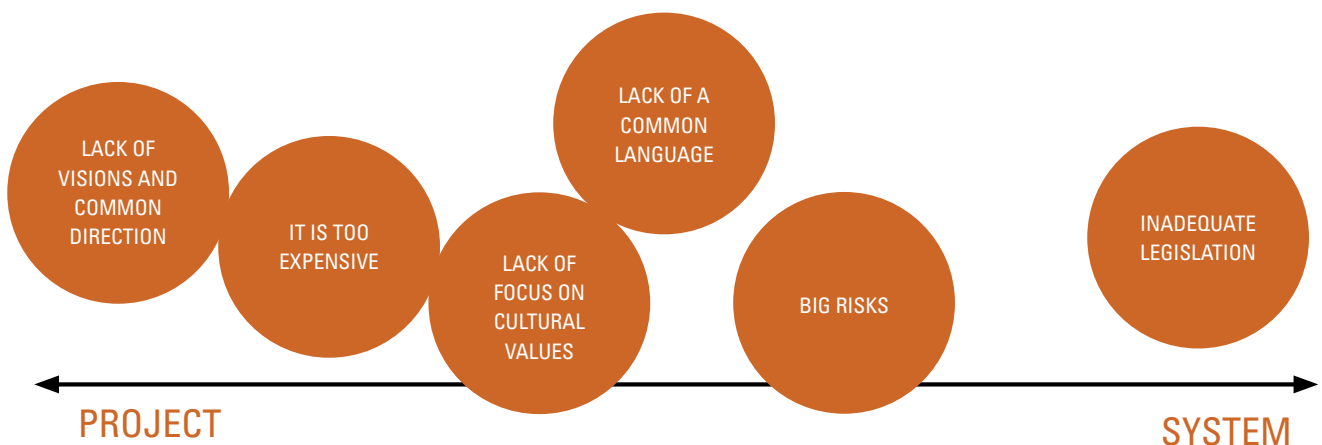 LACK OF
VISIONS AND
COMMON
DIRECTION
IT IS TOO
EXPENSIVE
LACK OF
FOCUS ON
CULTURAL
VALUES
LACK OF A
COMMON
LANGUAGE
BIG RISKS
INADEQUATE
LEGISLATION
PROJECT
SYSTEM